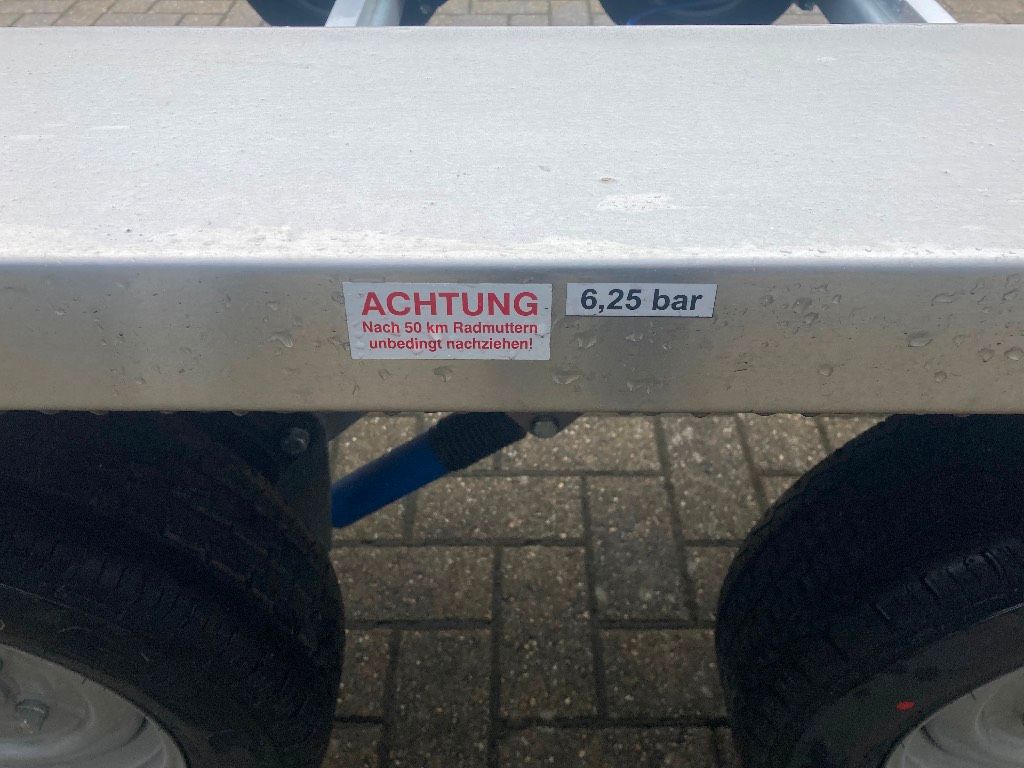 ACHTUNG
Nach 50 km Radmuttern
unbedingt nachziehen!
6,25 bar